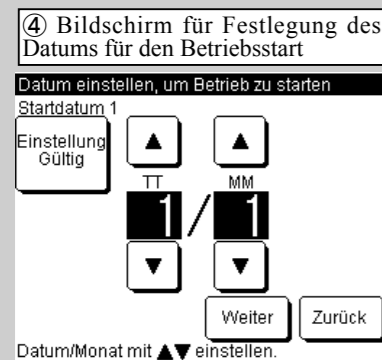 ④ Bildschirm für Festlegung des
Datums für den Betriebsstart
Datum einstellen, um Betrieb zu starten
Startdatum 1
Einstellung
Gültig
▲ ▲
TT MM
1 / 1
▼ ▼
Weiter Zurück
Datum/Monat mit ▲▼ einstellen.